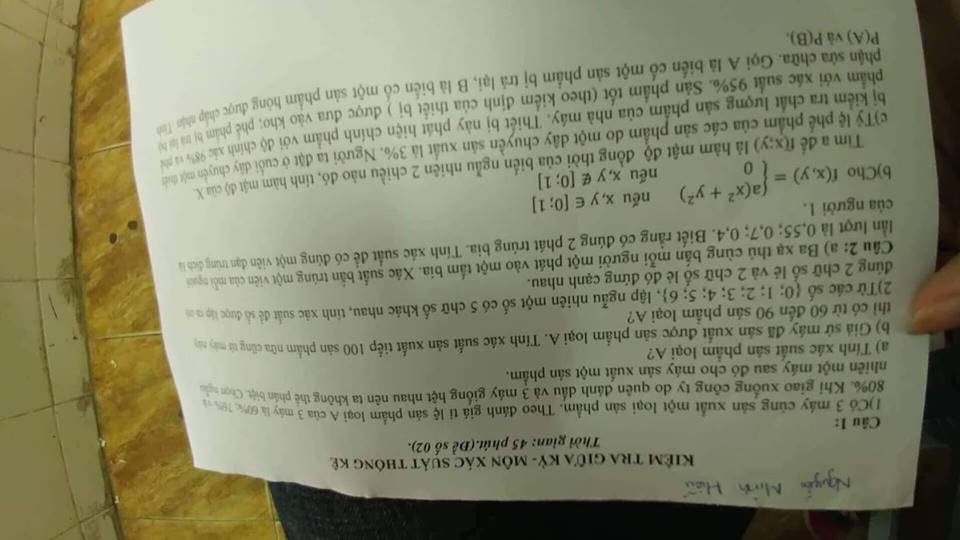 Nguyễn Minh Hiếu
KIỂM TRA GIỮA KỲ- MÔN XÁC SUẤT THỐNG KÊ
Thời gian: 45 phút.(Đề số 02).
Câu 1:
1)Có 3 máy cùng sản xuất một loại sản phẩm. Theo đánh giá tỉ lệ sản phẩm loại A của 3 máy là 60%; và
80%. Khi giao xuống công ty do quên đánh dấu và 3 máy giống hệt nhau nên ta không thể phân biệt. Chọn ngẫu
nhiên một máy sau đó cho máy sản xuất một sản phẩm.
a) Tính xác suất sản phẩm loại A?
b) Giả sử máy đã sản xuất được sản phẩm loại A. Tính xác suất sản xuất tiếp 100 sản phẩm nữa cũng từ máy này
thì có từ 60 đến 90 sản phẩm loại A?
2)Từ các số {0; 1; 2; 3; 4; 5; 6}, lập ngẫu nhiên một số có 5 chữ số khác nhau, tính xác suất để số được lập ra có
đúng 2 chữ số lẻ và 2 chữ số lẻ đó đứng cạnh nhau.
Câu 2: a) Ba xạ thủ cùng bắn mỗi người một phát vào một tấm bia. Xác suất bắn trúng một viên của mỗi người
lần lượt là 0,55; 0,7; 0,4. Biết rằng có đúng 2 phát trúng bia. Tính xác suất để có đúng một viên đạn trúng đích là
của người 1.
b)Cho f(x,y) = { a(x² + y²) nếu x, y ∈ [0; 1]
0 nếu x, y ∉ [0; 1]
Tìm a để f(x;y) là hàm mật độ đồng thời của biến ngẫu nhiên 2 chiều nào đó, tính hàm mật độ của X.
c)Tỷ lệ phế phẩm của các sản phẩm do một dây chuyền sản xuất là 3%. Người ta đặt ở cuối dây chuyền một thiết
bị kiểm tra chất lượng sản phẩm của nhà máy. Thiết bị này phát hiện chính phẩm với độ chính xác 98% và phế
phẩm với xác suất 95%. Sản phẩm tốt (theo kiểm định của thiết bị ) được đưa vào kho; phế phẩm bị trả lại bộ
phận sửa chữa. Gọi A là biến cố một sản phẩm bị trả lại, B là biến cố một sản phẩm hỏng được chấp nhận. Tính
P(A) và P(B).